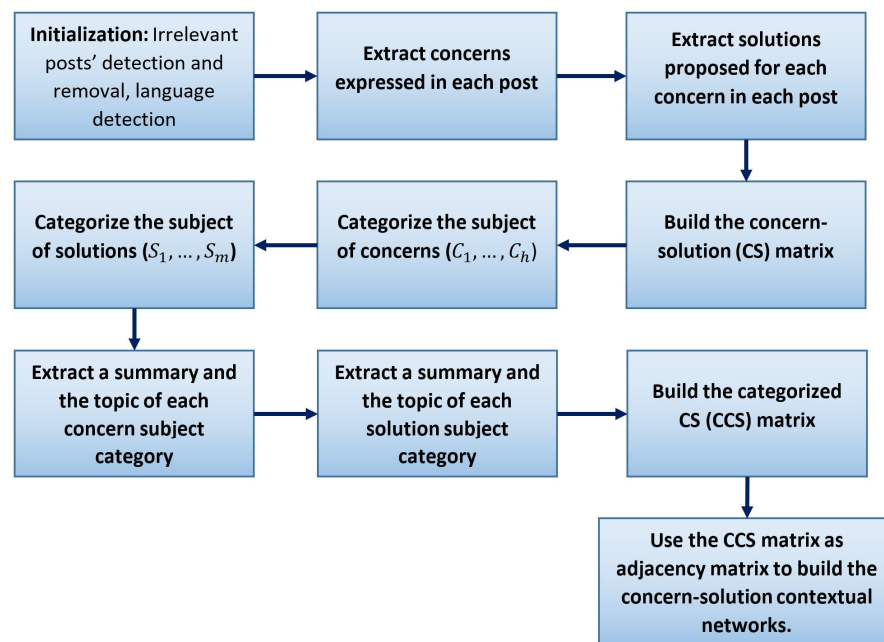 Initialization: Irrelevant
posts’ detection and
removal, language
detection
Extract concerns
expressed in each post
Extract solutions
proposed for each
concern in each post
Build the concern-
solution (CS) matrix
Categorize the subject
of concerns (C₁, … , Cₕ)
Categorize the subject
of solutions (S₁, … , Sₘ)
Extract a summary and
the topic of each
concern subject
category
Extract a summary and
the topic of each
solution subject
category
Build the categorized
CS (CCS) matrix
Use the CCS matrix as
adjacency matrix to build the
concern-solution contextual
networks.